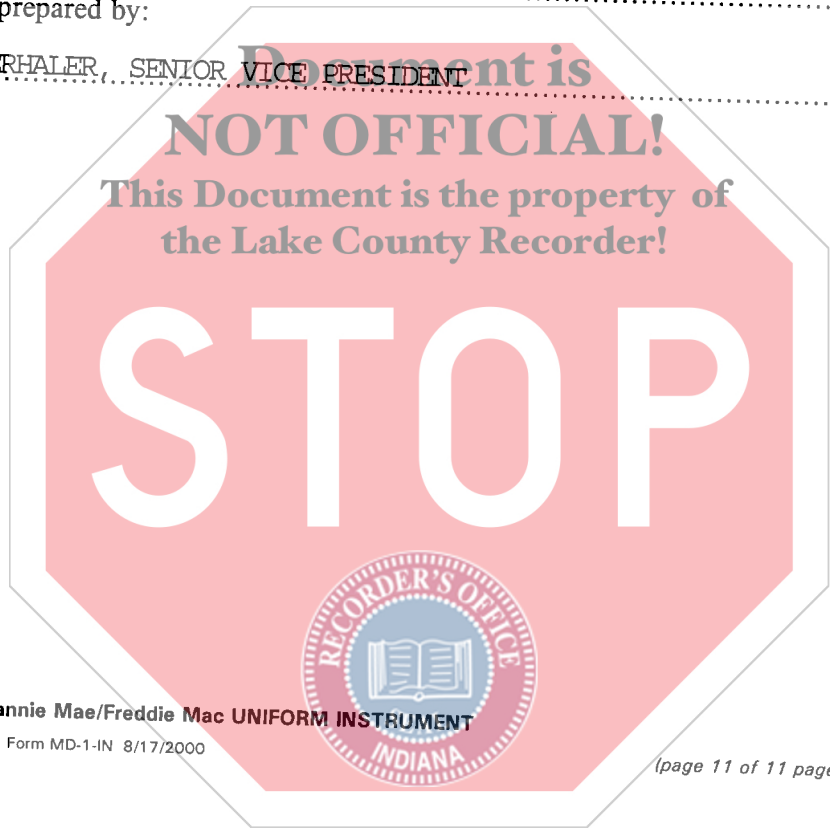 prepared by:
RHALER, SENIOR VICE PRESIDENT
Document is
NOT OFFICIAL!
This Document is the property of
the Lake County Recorder!
STOP
RECORDER'S OFFICE
INDIANA
annie Mae/Freddie Mac UNIFORM INSTRUMENT
Form MD-1-IN 8/17/2000
(page 11 of 11 page